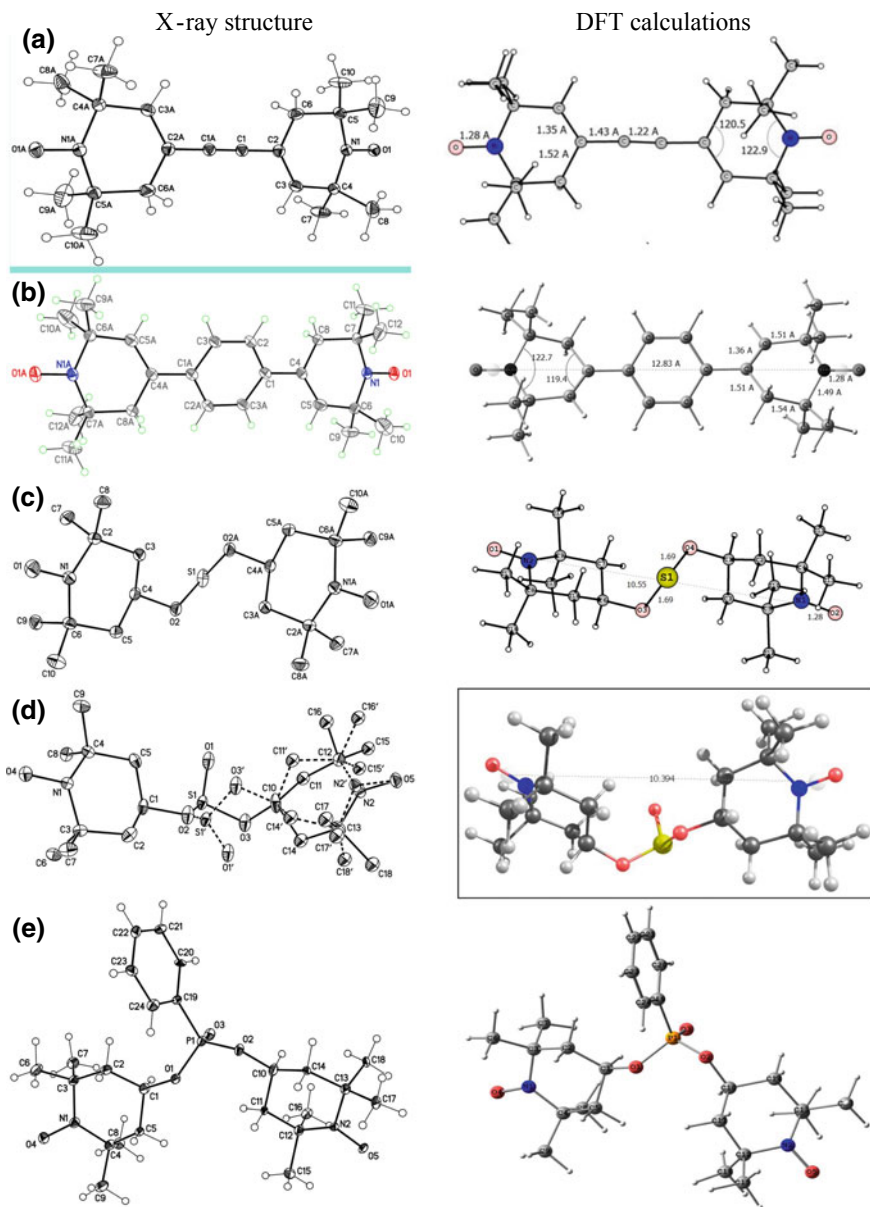 X-ray structure
DFT calculations
(a)
C7A
C8A
C4A
C3A
N1A
O1A
C2A
C1A
C1
C2
C5A
C6A
C9A
C10A
C10
C6
C5
C9
N1
O1
C3
C4
C7
C8
1.28 A
1.35 A
1.43 A
1.22 A
1.52 A
120.5
122.9
(b)
C9A
C10A
C6A
C5A
O1A
N1A
C1A
C4A
C12A
C7A
C8A
C11A
C3
C2
C1
C2A
C3A
C4
C8
C11
C7
C12
N1
O1
C5
C6
C9
C10
122.7
119.4
12.83 A
1.51 A
1.36 A
1.28 A
1.51 A
1.49 A
1.54 A
(c)
C8
C7
C2
C3
O1
N1
C4
C9
C6
C5
C10
O2
S1
O2A
C5A
C4A
C3A
C10A
C6A
C9A
N1A
O1A
C2A
C7A
C8A
O1
1.69
O4
10.55
S1
1.69
O3
1.28
O2
(d)
C9
C8
C4
C5
O4
N1
C1
C3
C2
C6
C7
O1
S1
O3'
O2
S1'
O3
O1'
C16
C16'
C11'
C12
C15
C15'
C10
C11
N2'
O5
N2
C14'
C17
C13
C14
C17'
C18'
C18
10.394
(e)
C22
C21
C23
C20
C24
C19
P1
O3
O2
C7
C6
C3
C2
O1
C1
N1
C8
C5
O4
C4
C9
C10
C14
C18
C13
C17
C11
C16
C12
N2
C15
O5